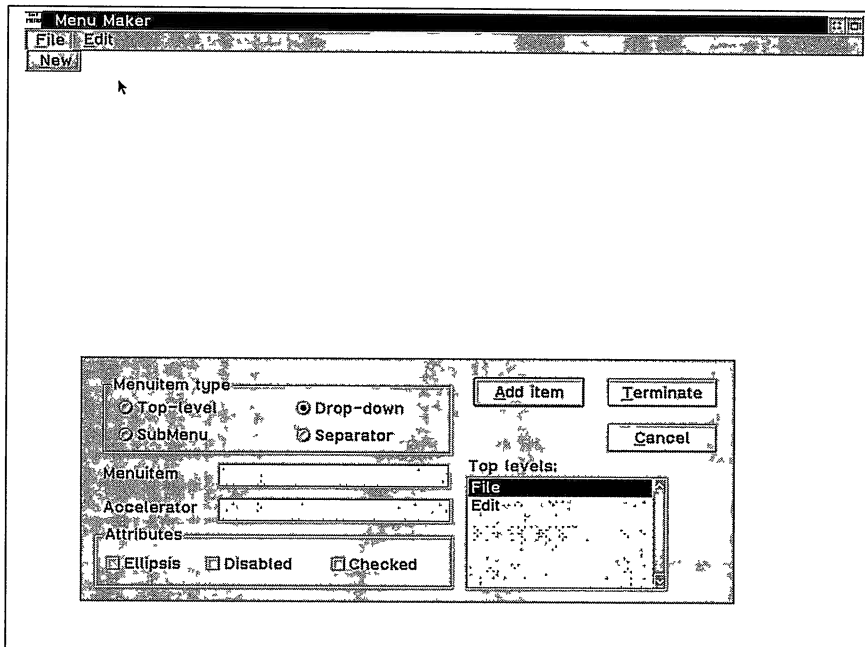 Menu Maker
File Edit
New
Menuitem type
Top-level Drop-down
SubMenu Separator
Add item Terminate
Cancel
Menuitem
Accelerator
Attributes
Ellipsis Disabled Checked
Top levels:
File
Edit